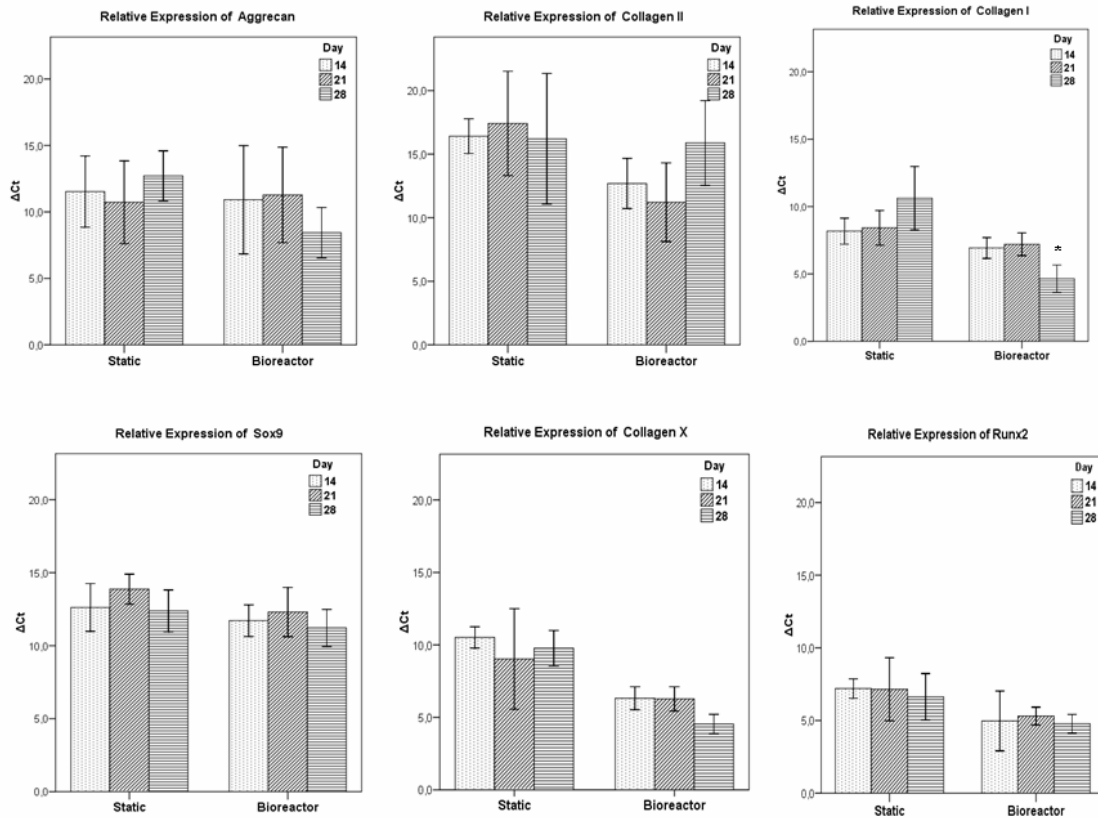 Relative Expression of Aggrecan
Day
14
21
28
20,0
15,0
10,0
5,0
0,0
ΔCt
Static
Bioreactor
Relative Expression of Collagen II
Day
14
21
28
20,0
15,0
10,0
5,0
0,0
ΔCt
Static
Bioreactor
Relative Expression of Collagen I
Day
14
21
28
20,0
15,0
10,0
5,0
0,0
ΔCt
*
Static
Bioreactor
Relative Expression of Sox9
Day
14
21
28
20,0
15,0
10,0
5,0
0,0
ΔCt
Static
Bioreactor
Relative Expression of Collagen X
Day
14
21
28
20,0
15,0
10,0
5,0
0,0
ΔCt
Static
Bioreactor
Relative Expression of Runx2
Day
14
21
28
20,0
15,0
10,0
5,0
0,0
ΔCt
Static
Bioreactor